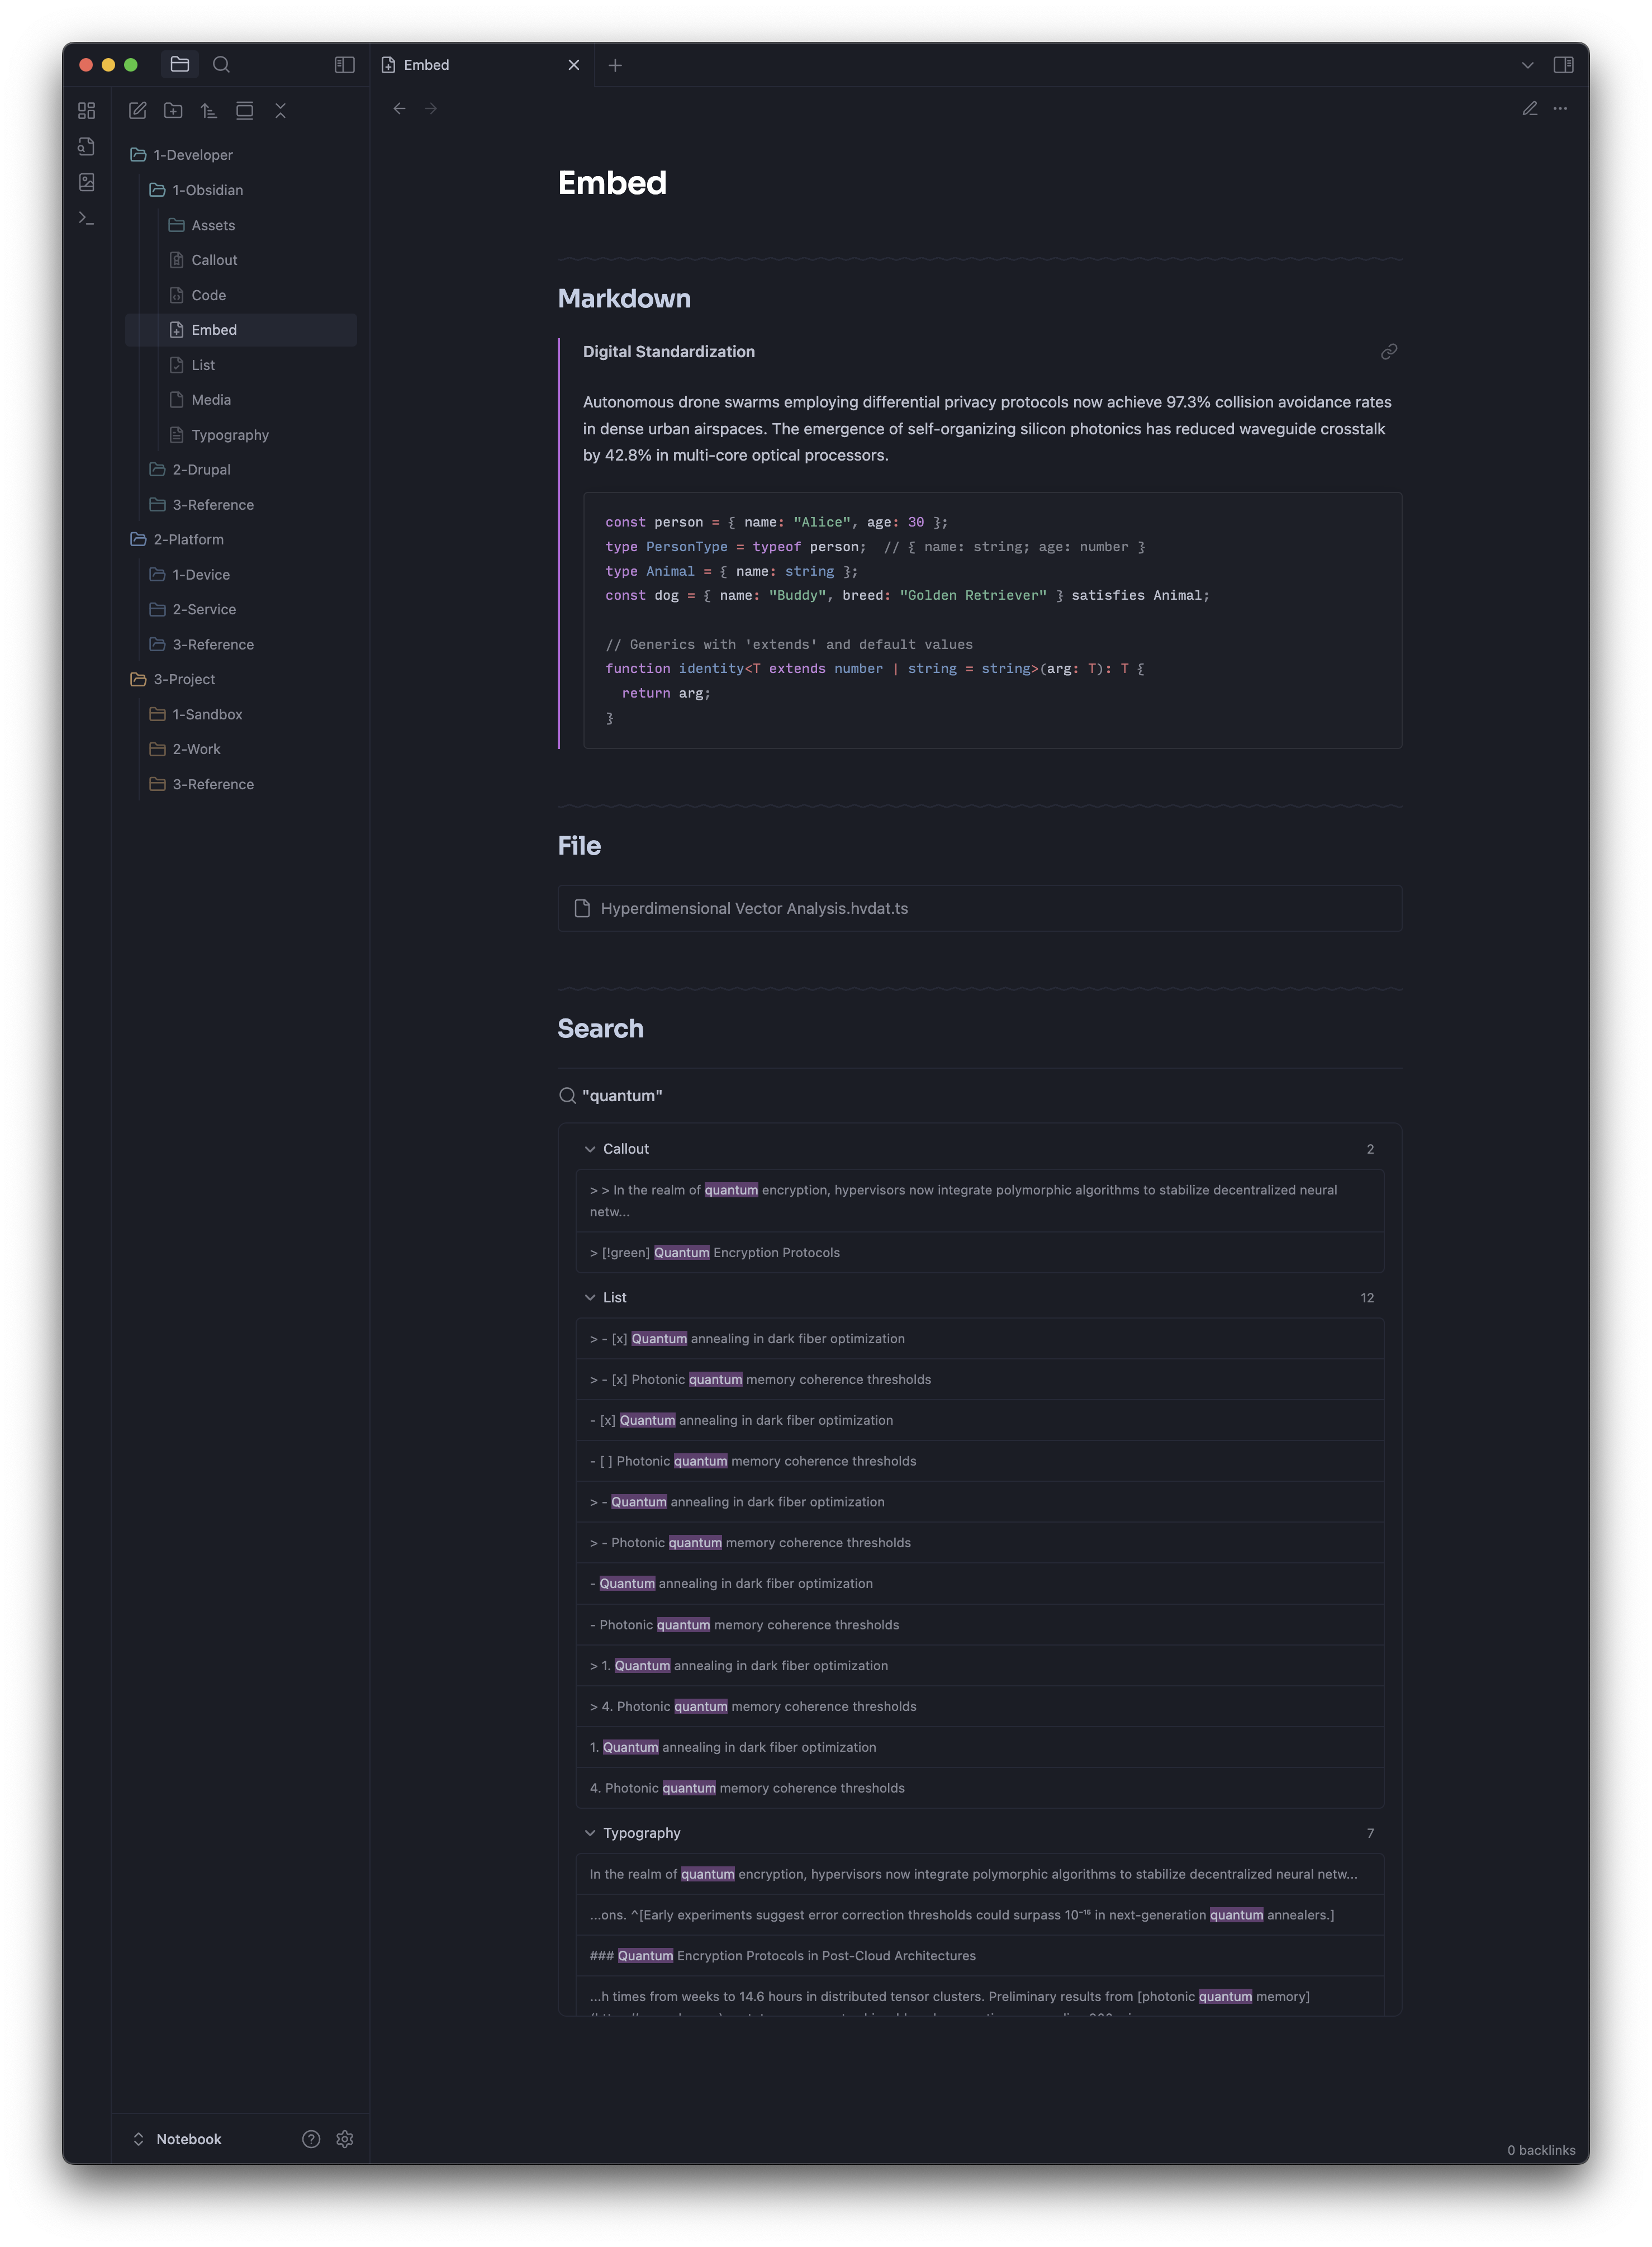 Embed
1-Developer
1-Obsidian
Assets
Callout
Code
Embed
List
Media
Typography
2-Drupal
3-Reference
2-Platform
1-Device
2-Service
3-Reference
3-Project
1-Sandbox
2-Work
3-Reference
Notebook
Embed
Markdown
Digital Standardization
Autonomous drone swarms employing differential privacy protocols now achieve 97.3% collision avoidance rates
in dense urban airspaces. The emergence of self-organizing silicon photonics has reduced waveguide crosstalk
by 42.8% in multi-core optical processors.
const person = { name: "Alice", age: 30 };
type PersonType = typeof person;  // { name: string; age: number }
type Animal = { name: string };
const dog = { name: "Buddy", breed: "Golden Retriever" } satisfies Animal;
// Generics with 'extends' and default values
function identity<T extends number | string = string>(arg: T): T {
  return arg;
}
File
Hyperdimensional Vector Analysis.hvdat.ts
Search
"quantum"
Callout 2
> > In the realm of quantum encryption, hypervisors now integrate polymorphic algorithms to stabilize decentralized neural
netw...
> [!green] Quantum Encryption Protocols
List 12
> - [x] Quantum annealing in dark fiber optimization
> - [x] Photonic quantum memory coherence thresholds
- [x] Quantum annealing in dark fiber optimization
- [ ] Photonic quantum memory coherence thresholds
> - Quantum annealing in dark fiber optimization
> - Photonic quantum memory coherence thresholds
- Quantum annealing in dark fiber optimization
- Photonic quantum memory coherence thresholds
> 1. Quantum annealing in dark fiber optimization
> 4. Photonic quantum memory coherence thresholds
1. Quantum annealing in dark fiber optimization
4. Photonic quantum memory coherence thresholds
Typography 7
In the realm of quantum encryption, hypervisors now integrate polymorphic algorithms to stabilize decentralized neural netw...
...ons. ^[Early experiments suggest error correction thresholds could surpass 10⁻¹⁵ in next-generation quantum annealers.]
### Quantum Encryption Protocols in Post-Cloud Architectures
...h times from weeks to 14.6 hours in distributed tensor clusters. Preliminary results from [photonic quantum memory]
0 backlinks